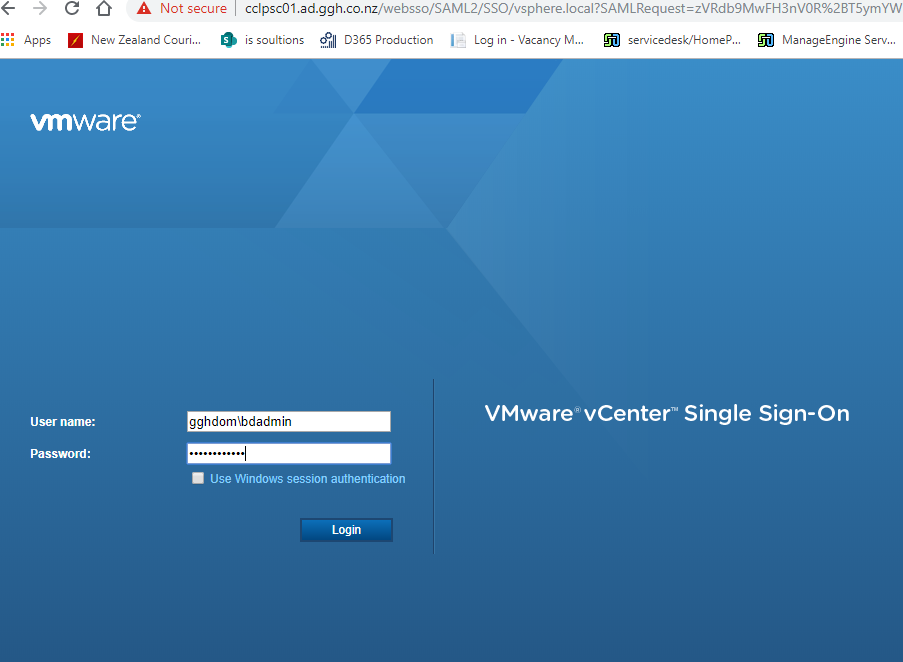 Not secure | cclpsc01.ad.ggh.co.nz/websso/SAML2/SSO/vsphere.local?SAMLRequest=zVRdb9MwFH3nV0R%2BT5ymYW
Apps New Zealand Couri... is soultions D365 Production Log in - Vacancy M... servicedesk/HomeP... ManageEngine Serv...
vmware®
User name: gghdom\bdadmin
Password: ••••••••••••
Use Windows session authentication
Login
VMware® vCenter™ Single Sign-On